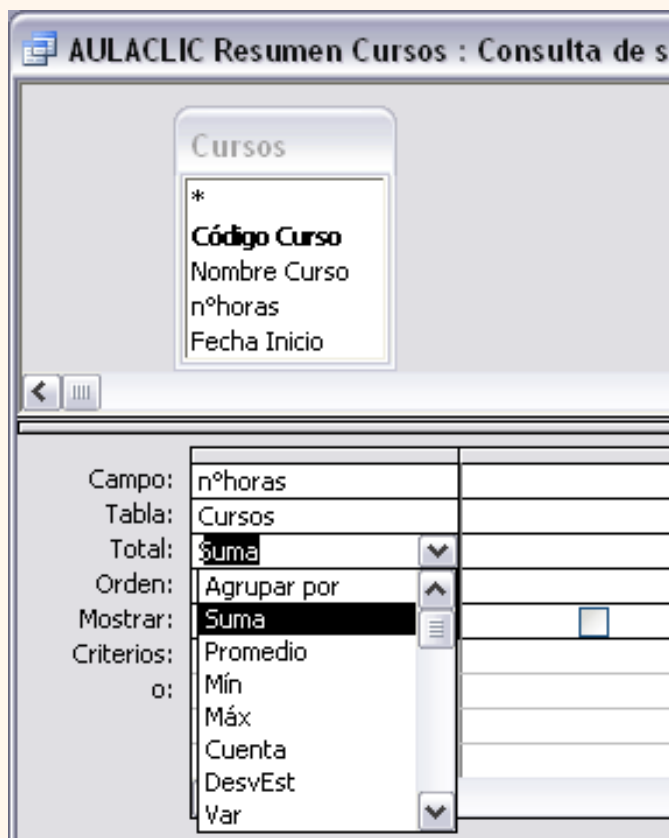 AULACLIC Resumen Cursos : Consulta de s
Cursos
*
Código Curso
Nombre Curso
nºhoras
Fecha Inicio
Campo: nºhoras
Tabla: Cursos
Total: Suma
Orden: Agrupar por
Mostrar: Suma
Criterios: Promedio
o: Mín
Máx
Cuenta
DesvEst
Var